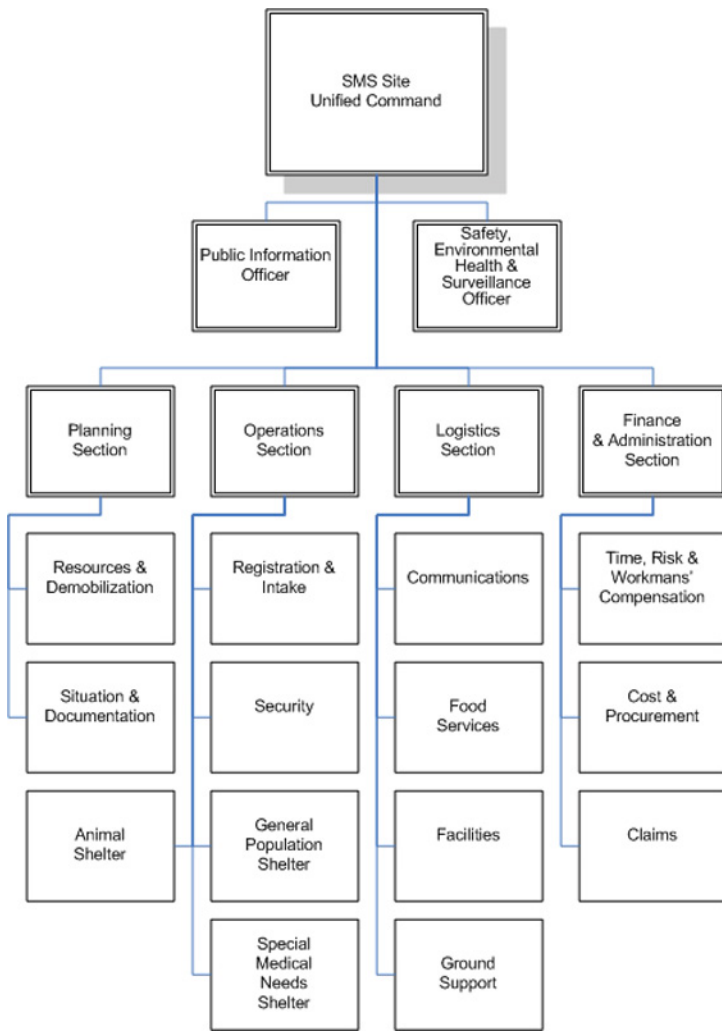 SMS Site
Unified Command
Public Information
Officer
Safety,
Environmental
Health &
Surveillance
Officer
Planning
Section
Operations
Section
Logistics
Section
Finance
& Administration
Section
Resources &
Demobilization
Registration &
Intake
Communications
Time, Risk &
Workmans'
Compensation
Situation &
Documentation
Security
Food
Services
Cost &
Procurement
Animal
Shelter
General
Population
Shelter
Facilities
Claims
Special
Medical
Needs
Shelter
Ground
Support